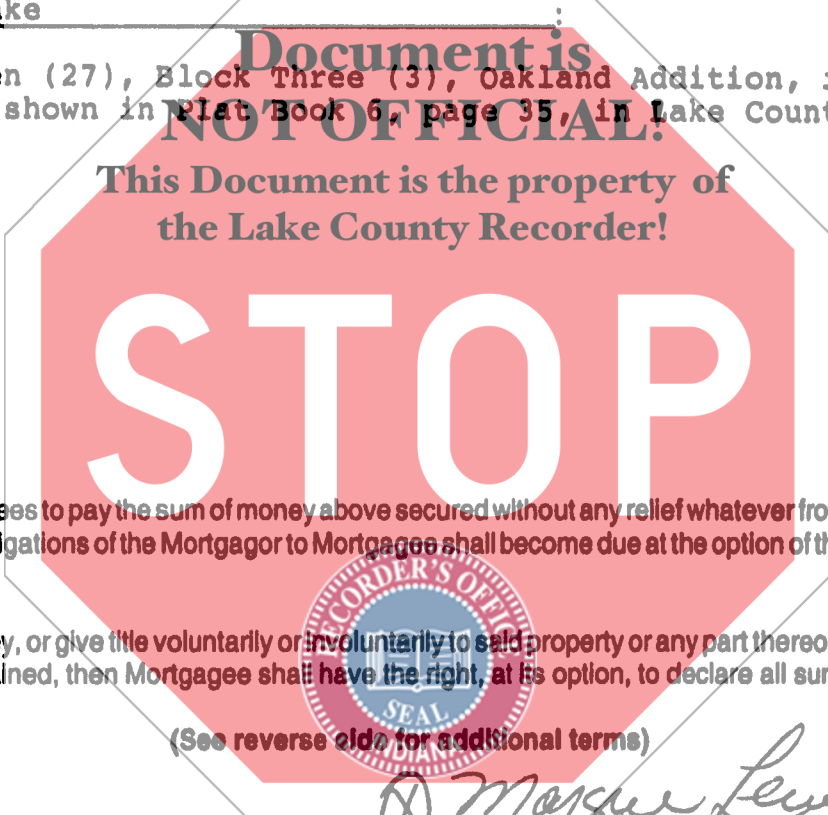 ke :
Document is
n (27), Block Three (3), Oakland Addition,
NOT OFFICIAL!
shown in Plat Book 6, page 35, in Lake Count
This Document is the property of
the Lake County Recorder!
STOP
ees to pay the sum of money above secured without any relief whatever fro
igations of the Mortgagor to Mortgagee shall become due at the option of th
RECORDER'S OFFICE
y, or give title voluntarily or involuntarily to said property or any part thereo
ined, then Mortgagee shall have the right, at its option, to declare all sum
SEAL
INDIANA
(See reverse side for additional terms)